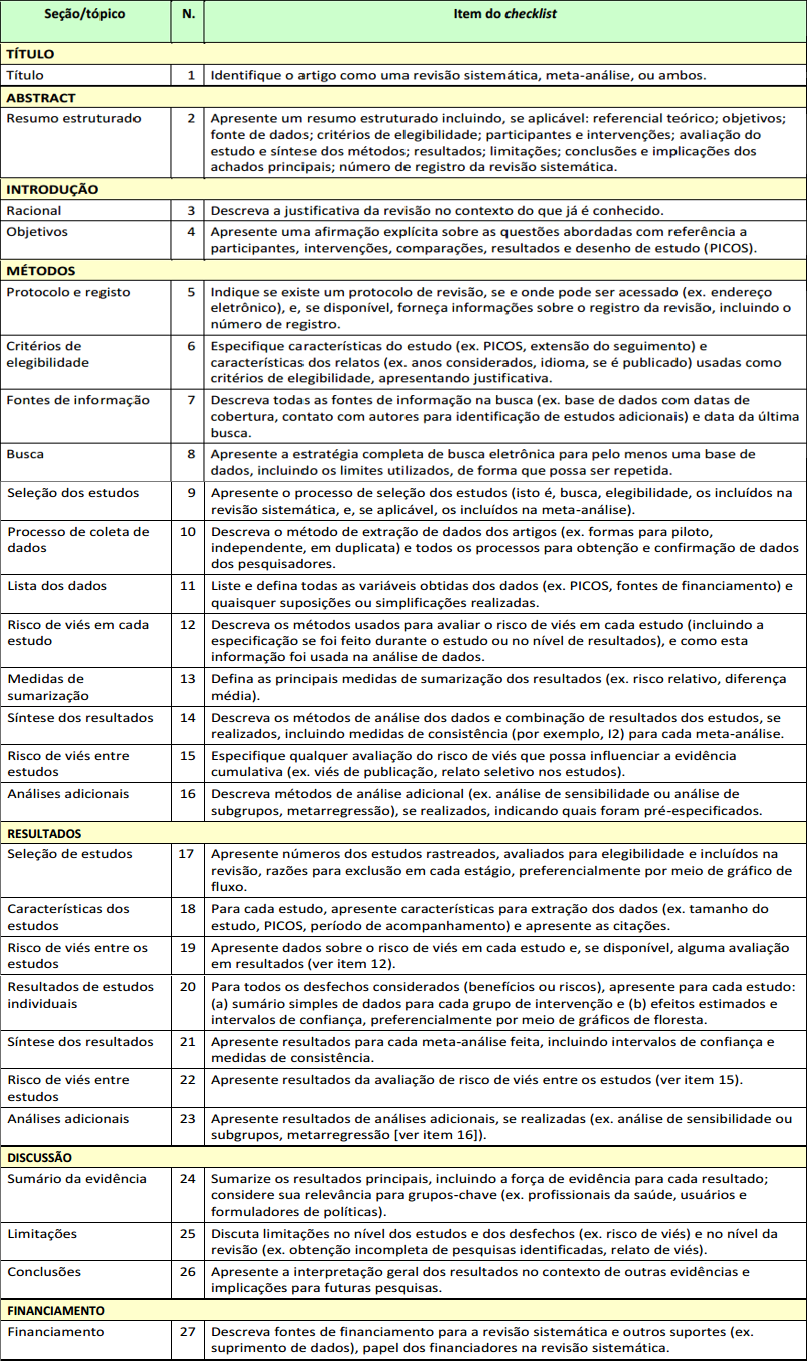 Seção/tópico N. Item do checklist
TÍTULO
Título 1 Identifique o artigo como uma revisão sistemática, meta-análise, ou ambos.
ABSTRACT
Resumo estruturado 2 Apresente um resumo estruturado incluindo, se aplicável: referencial teórico; objetivos;
fonte de dados; critérios de elegibilidade; participantes e intervenções; avaliação do
estudo e síntese dos métodos; resultados; limitações; conclusões e implicações dos
achados principais; número de registro da revisão sistemática.
INTRODUÇÃO
Racional 3 Descreva a justificativa da revisão no contexto do que já é conhecido.
Objetivos 4 Apresente uma afirmação explícita sobre as questões abordadas com referência a
participantes, intervenções, comparações, resultados e desenho de estudo (PICOS).
MÉTODOS
Protocolo e registo 5 Indique se existe um protocolo de revisão, se e onde pode ser acessado (ex. endereço
eletrônico), e, se disponível, forneça informações sobre o registro da revisão, incluindo o
número de registro.
Critérios de 6 Especifique características do estudo (ex. PICOS, extensão do seguimento) e
elegibilidade características dos relatos (ex. anos considerados, idioma, se é publicado) usadas como
critérios de elegibilidade, apresentando justificativa.
Fontes de informação 7 Descreva todas as fontes de informação na busca (ex. base de dados com datas de
cobertura, contato com autores para identificação de estudos adicionais) e data da última
busca.
Busca 8 Apresente a estratégia completa de busca eletrônica para pelo menos uma base de
dados, incluindo os limites utilizados, de forma que possa ser repetida.
Seleção dos estudos 9 Apresente o processo de seleção dos estudos (isto é, busca, elegibilidade, os incluídos na
revisão sistemática, e, se aplicável, os incluídos na meta-análise).
Processo de coleta de 10 Descreva o método de extração de dados dos artigos (ex. formas para piloto,
dados independente, em duplicata) e todos os processos para obtenção e confirmação de dados
dos pesquisadores.
Lista dos dados 11 Liste e defina todas as variáveis obtidas dos dados (ex. PICOS, fontes de financiamento) e
quaisquer suposições ou simplificações realizadas.
Risco de viés em cada 12 Descreva os métodos usados para avaliar o risco de viés em cada estudo (incluindo a
estudo especificação se foi feito durante o estudo ou no nível de resultados), e como esta
informação foi usada na análise de dados.
Medidas de 13 Defina as principais medidas de sumarização dos resultados (ex. risco relativo, diferença
sumarização média).
Síntese dos resultados 14 Descreva os métodos de análise dos dados e combinação de resultados dos estudos, se
realizados, incluindo medidas de consistência (por exemplo, I2) para cada meta-análise.
Risco de viés entre 15 Especifique qualquer avaliação do risco de viés que possa influenciar a evidência
estudos cumulativa (ex. viés de publicação, relato seletivo nos estudos).
Análises adicionais 16 Descreva métodos de análise adicional (ex. análise de sensibilidade ou análise de
subgrupos, metarregressão), se realizados, indicando quais foram pré-especificados.
RESULTADOS
Seleção de estudos 17 Apresente números dos estudos rastreados, avaliados para elegibilidade e incluídos na
revisão, razões para exclusão em cada estágio, preferencialmente por meio de gráfico de
fluxo.
Características dos 18 Para cada estudo, apresente características para extração dos dados (ex. tamanho do
estudos estudo, PICOS, período de acompanhamento) e apresente as citações.
Risco de viés entre os 19 Apresente dados sobre o risco de viés em cada estudo e, se disponível, alguma avaliação
estudos em resultados (ver item 12).
Resultados de estudos 20 Para todos os desfechos considerados (benefícios ou riscos), apresente para cada estudo:
individuais (a) sumário simples de dados para cada grupo de intervenção e (b) efeitos estimados e
intervalos de confiança, preferencialmente por meio de gráficos de floresta.
Síntese dos resultados 21 Apresente resultados para cada meta-análise feita, incluindo intervalos de confiança e
medidas de consistência.
Risco de viés entre 22 Apresente resultados da avaliação de risco de viés entre os estudos (ver item 15).
estudos
Análises adicionais 23 Apresente resultados de análises adicionais, se realizadas (ex. análise de sensibilidade ou
subgrupos, metarregressão [ver item 16]).
DISCUSSÃO
Sumário da evidência 24 Sumarize os resultados principais, incluindo a força de evidência para cada resultado;
considere sua relevância para grupos-chave (ex. profissionais da saúde, usuários e
formuladores de políticas).
Limitações 25 Discuta limitações no nível dos estudos e dos desfechos (ex. risco de viés) e no nível da
revisão (ex. obtenção incompleta de pesquisas identificadas, relato de viés).
Conclusões 26 Apresente a interpretação geral dos resultados no contexto de outras evidências e
implicações para futuras pesquisas.
FINANCIAMENTO
Financiamento 27 Descreva fontes de financiamento para a revisão sistemática e outros suportes (ex.
suprimento de dados), papel dos financiadores na revisão sistemática.